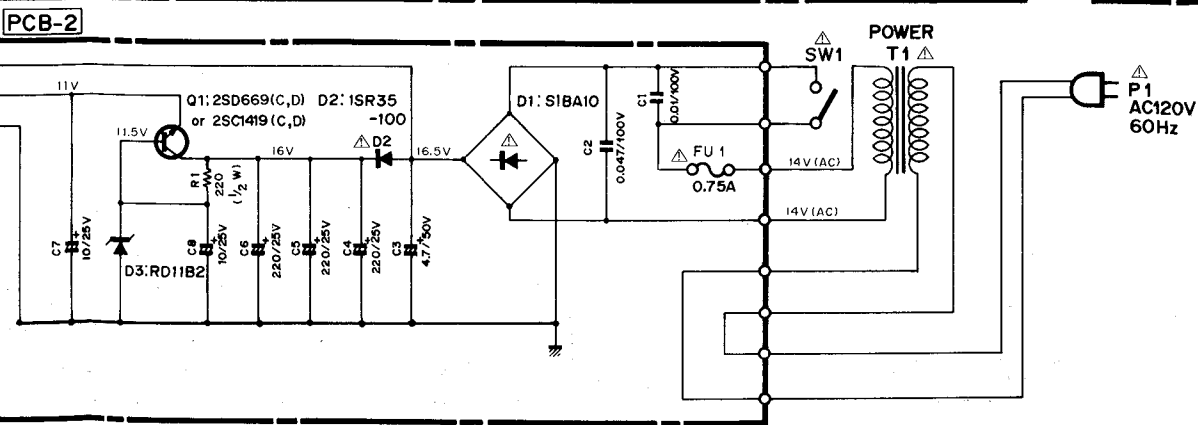 PCB-2
POWER
T1 ⚠
⚠
SW1
⚠
P1
AC120V
60Hz
11V
Q1:2SD669(C,D)
or 2SC1419(C,D)
D2:1SR35
-100
D1:S1BA10
C1
0.01/100V
11.5V
16V
⚠ D2
16.5V
⚠
C2
0.047/100V
⚠ FU 1
0.75A
14V(AC)
R1
220
(½ W)
14V(AC)
C7
10/25V
D3:RD11B2
C8
+
10/25V
C6
+
220/25V
C5
+
220/25V
C4
+
220/25V
C3
+
4.7/50V